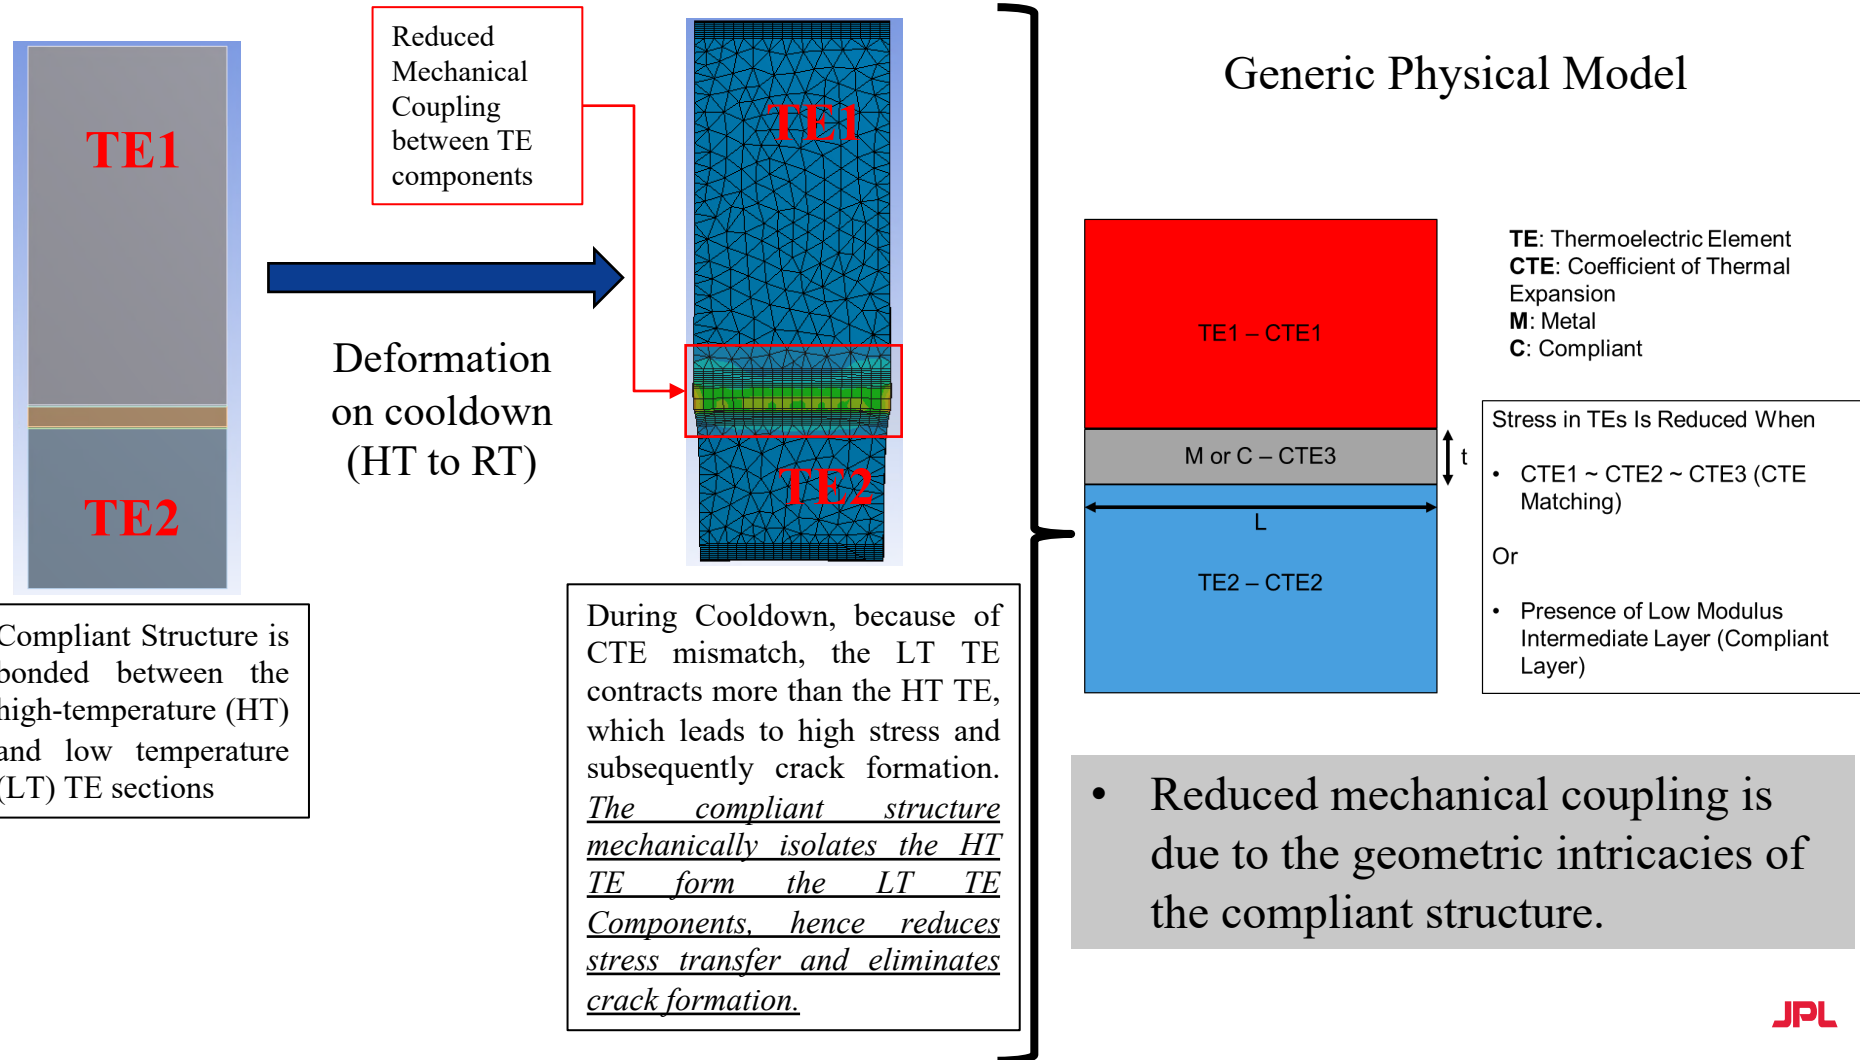 TE1
TE2
Compliant Structure is
bonded between the
high-temperature (HT)
and low temperature
(LT) TE sections
Reduced
Mechanical
Coupling
between TE
components
Deformation
on cooldown
(HT to RT)
TE1
TE2
During Cooldown, because of
CTE mismatch, the LT TE
contracts more than the HT TE,
which leads to high stress and
subsequently crack formation.
The compliant structure
mechanically isolates the HT
TE form the LT TE
Components, hence reduces
stress transfer and eliminates
crack formation.
Generic Physical Model
TE1 – CTE1
M or C – CTE3
t
L
TE2 – CTE2
TE: Thermoelectric Element
CTE: Coefficient of Thermal
Expansion
M: Metal
C: Compliant
Stress in TEs Is Reduced When
• CTE1 ~ CTE2 ~ CTE3 (CTE
Matching)
Or
• Presence of Low Modulus
Intermediate Layer (Compliant
Layer)
• Reduced mechanical coupling is
due to the geometric intricacies of
the compliant structure.
JPL